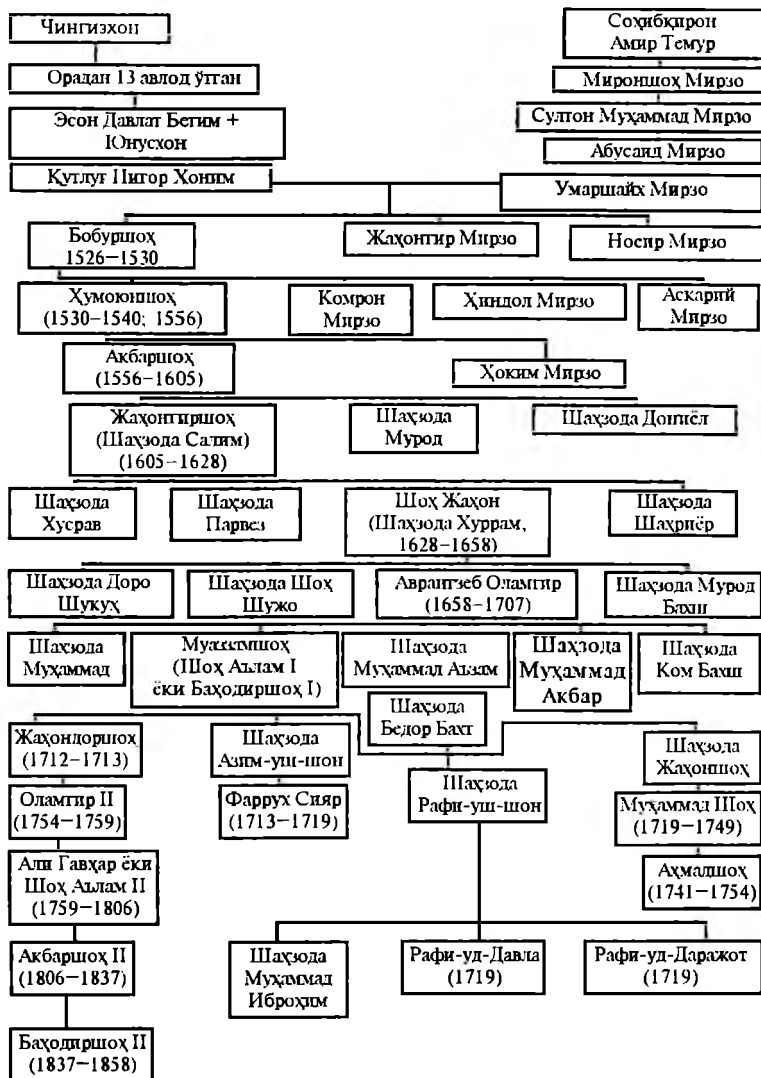 Чингизхон
Соҳибқирон
Амир Темур
Орадан 13 авлод ўтган
Мироншоҳ Мирзо
Эсон Давлат Бегим +
Юнусхон
Султон Муҳаммад Мирзо
Абусаид Мирзо
Қутлуғ Нигор Хоним
Умаршайх Мирзо
Бобуршоҳ
1526–1530
Жаҳонгир Мирзо
Носир Мирзо
Ҳумоюншоҳ
(1530–1540; 1556)
Комрон
Мирзо
Ҳиндол Мирзо
Аскарий
Мирзо
Акбаршоҳ
(1556–1605)
Ҳоким Мирзо
Жаҳонгиршоҳ
(Шаҳзода Салим)
(1605–1628)
Шаҳзода
Мурод
Шаҳзода Дониёл
Шаҳзода
Хусрав
Шаҳзода
Парвез
Шоҳ Жаҳон
(Шаҳзода Хуррам,
1628–1658)
Шаҳзода
Шаҳриёр
Шаҳзода Доро
Шукуҳ
Шаҳзода Шоҳ
Шужо
Аврангзеб Оламгир
(1658–1707)
Шаҳзода Мурод
Бахш
Шаҳзода
Муҳаммад
Муаззамшоҳ
(Шоҳ Аълам I
ёки Баҳодиршоҳ I)
Шаҳзода
Муҳаммад Аъзам
Шаҳзода
Муҳаммад
Акбар
Шаҳзода
Ком Бахш
Шаҳзода
Бедор Бахт
Жаҳондоршоҳ
(1712–1713)
Шаҳзода
Азим-уш-шон
Шаҳзода
Рафи-уш-шон
Шаҳзода
Жаҳоншоҳ
Оламгир II
(1754–1759)
Фаррух Сияр
(1713–1719)
Муҳаммад Шоҳ
(1719–1749)
Али Гавҳар ёки
Шоҳ Аълам II
(1759–1806)
Аҳмадшоҳ
(1741–1754)
Акбаршоҳ II
(1806–1837)
Шаҳзода
Муҳаммад
Иброҳим
Рафи-уд-Давла
(1719)
Рафи-уд-Даражот
(1719)
Баҳодиршоҳ II
(1837–1858)